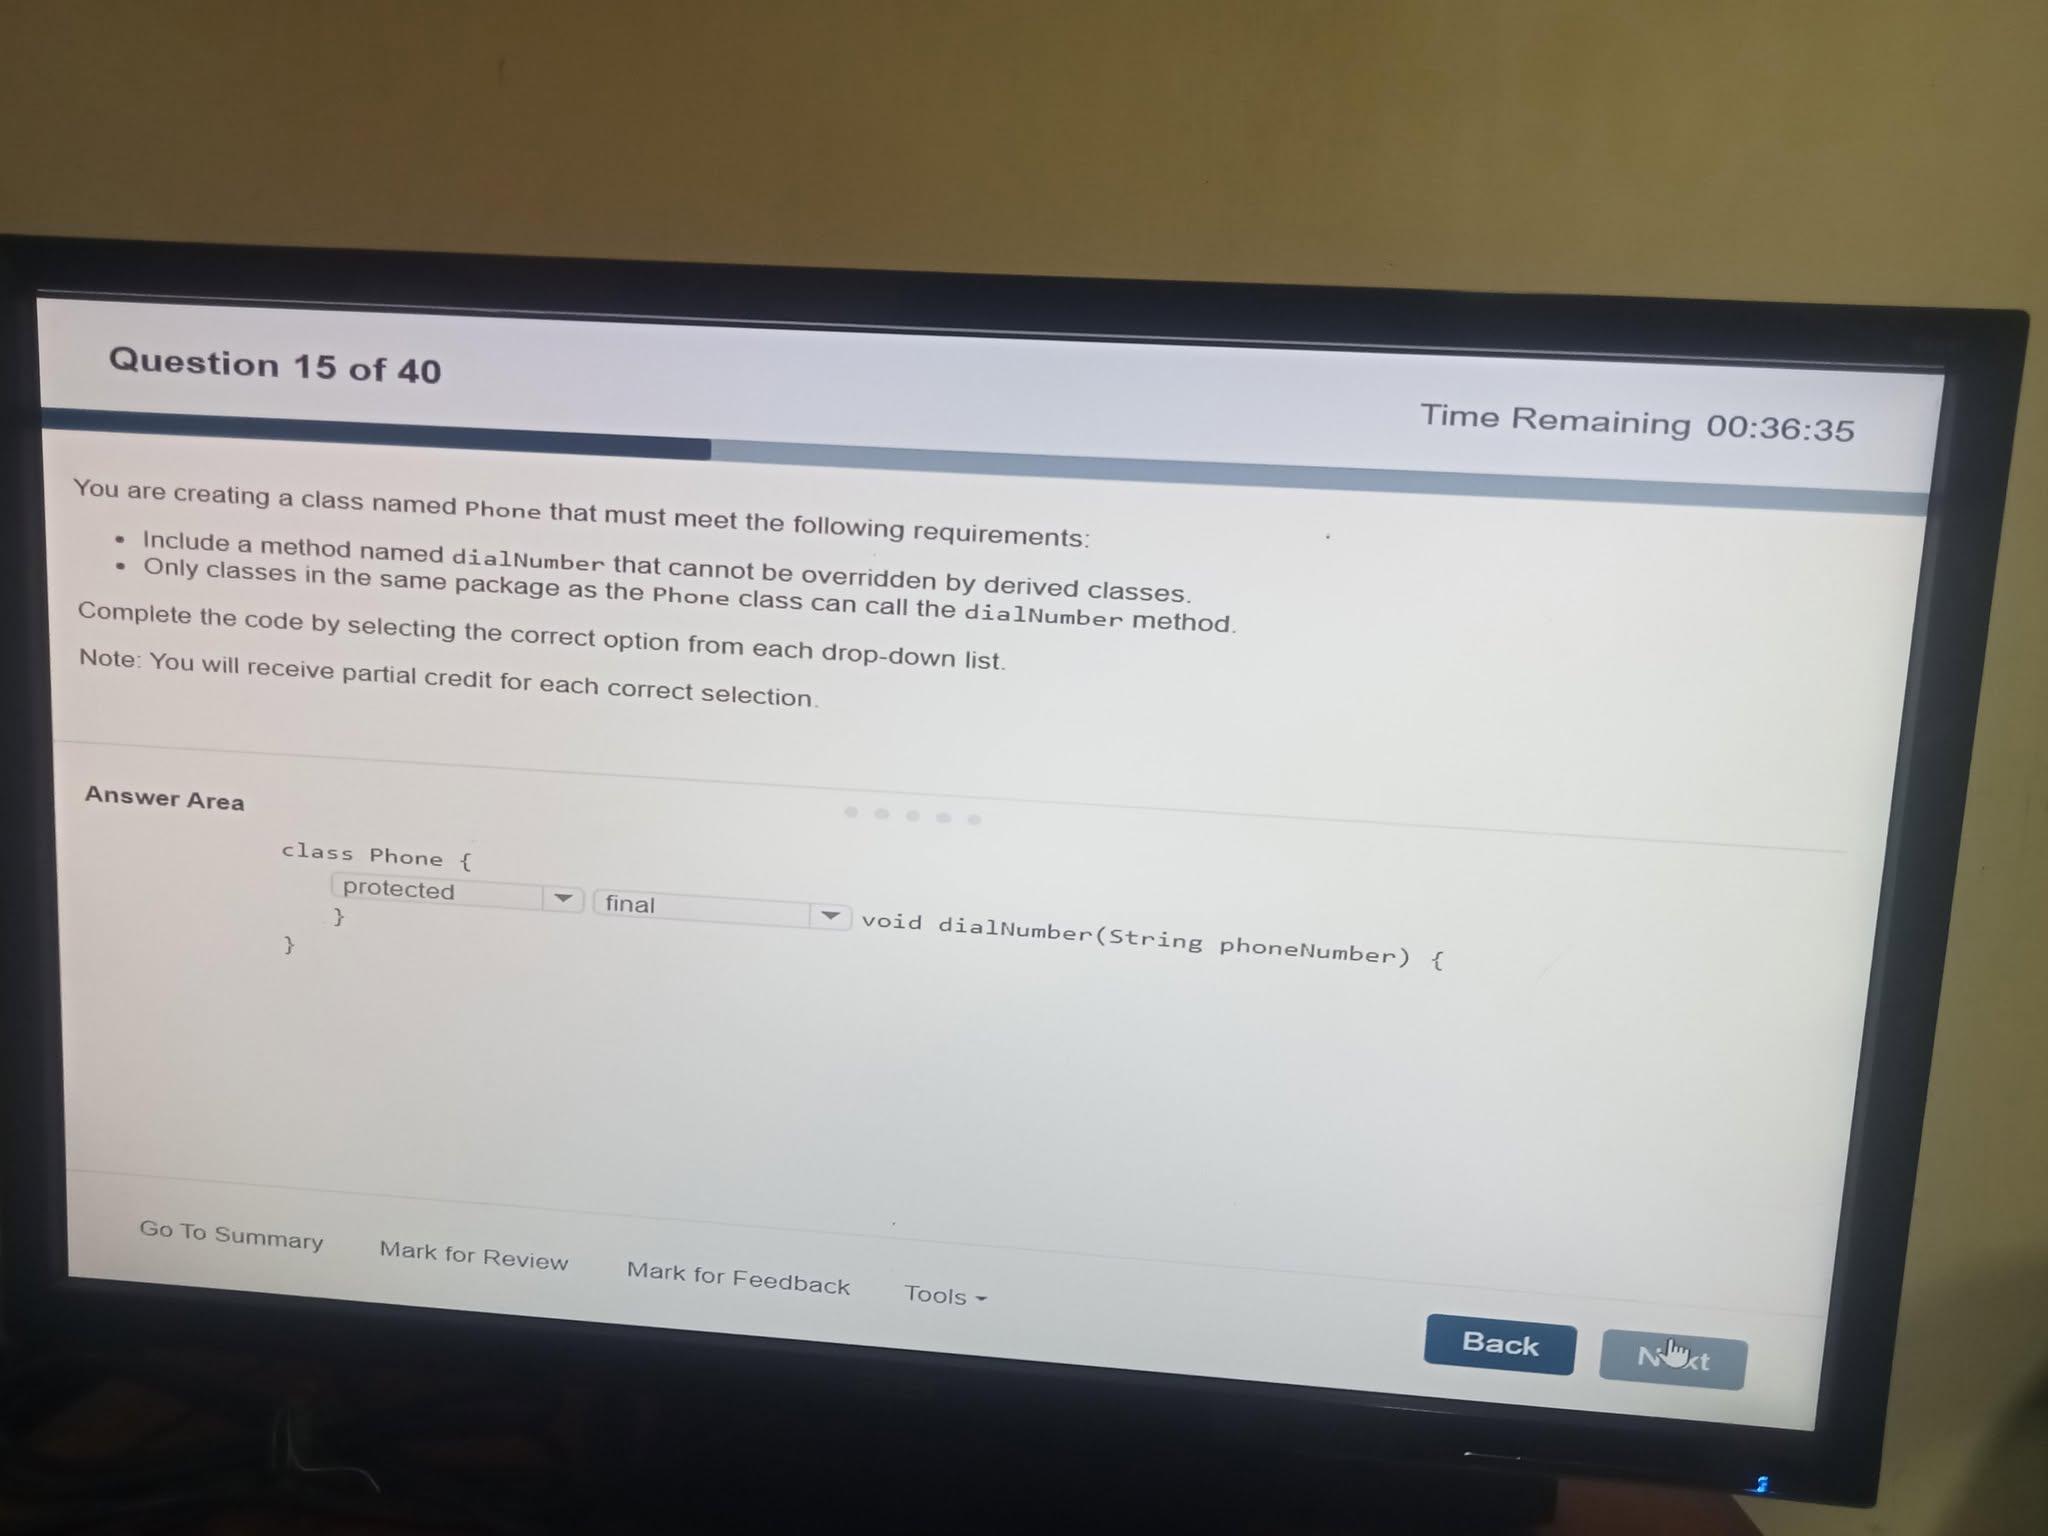 Question 15 of 40
Time Remaining 00:36:35
You are creating a class named Phone that must meet the following requirements:
• Include a method named dialNumber that cannot be overridden by derived classes.
• Only classes in the same package as the Phone class can call the dialNumber method.
Complete the code by selecting the correct option from each drop-down list.
Note: You will receive partial credit for each correct selection.
Answer Area
class Phone {
protected final void dialNumber(String phoneNumber) {
}
}
Go To Summary Mark for Review Mark for Feedback Tools
Back Next